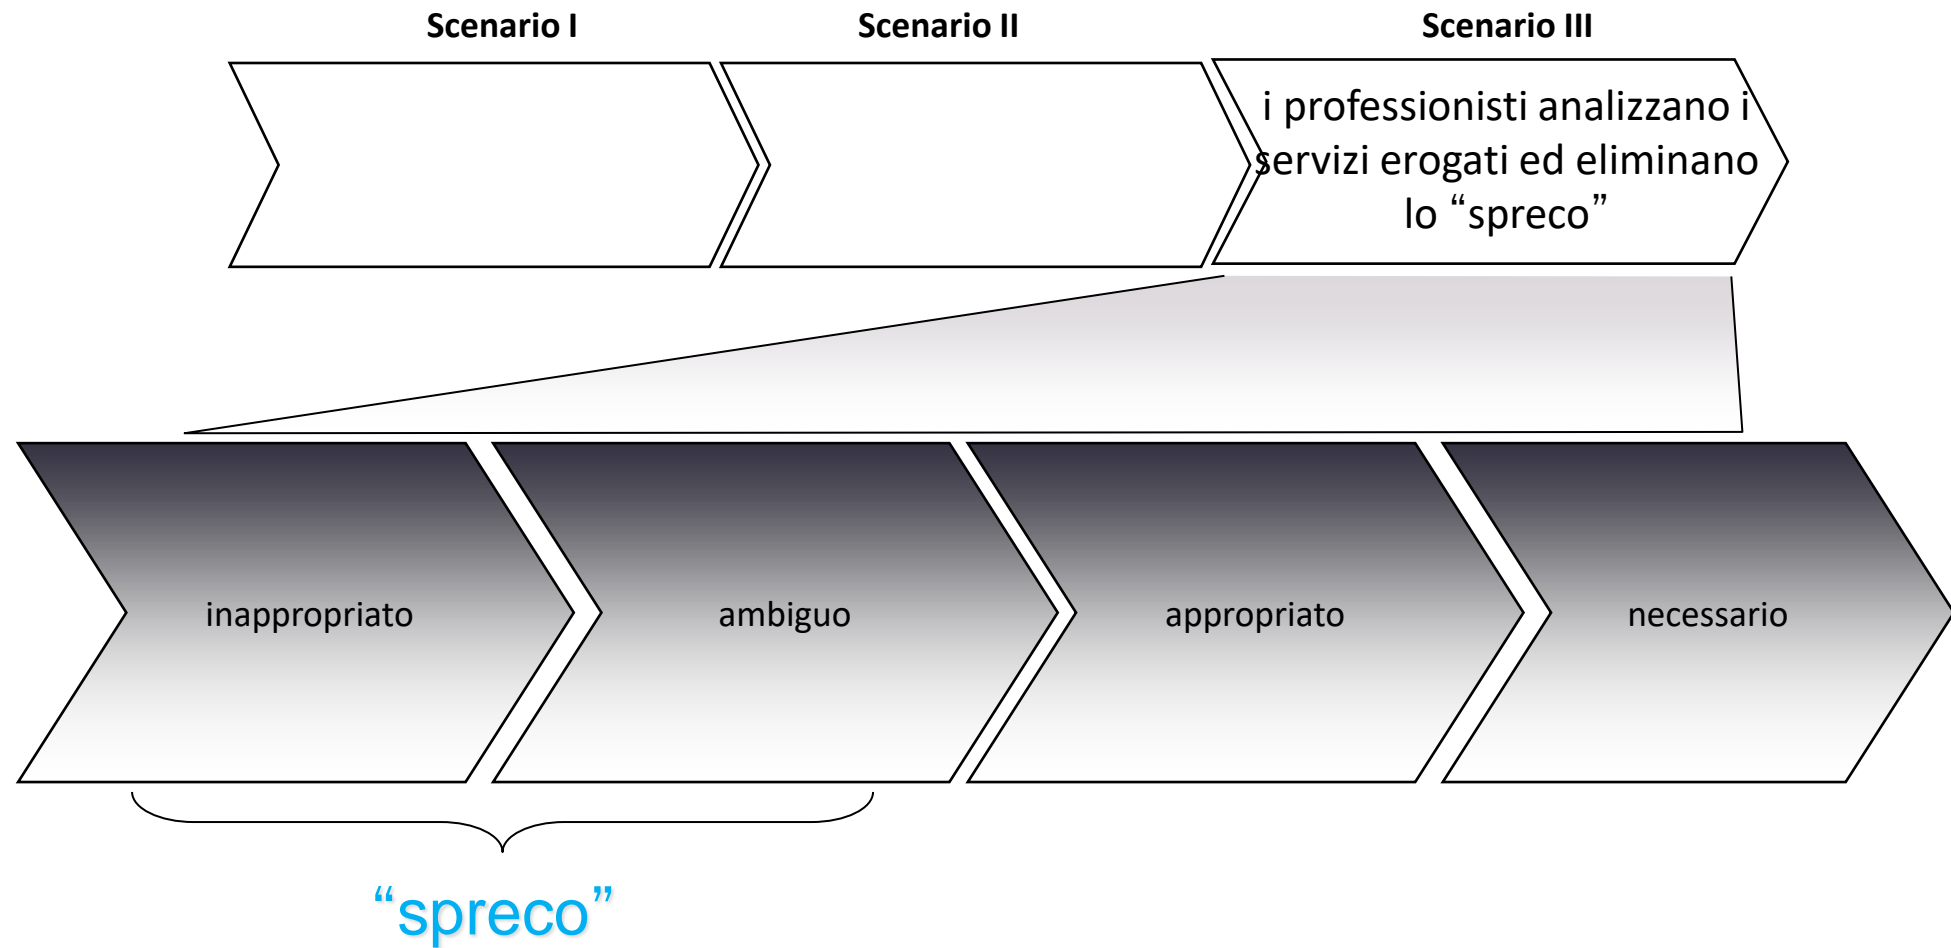 Scenario I
Scenario II
Scenario III
i professionisti analizzano i
servizi erogati ed eliminano
lo “spreco”
inappropriato
ambiguo
appropriato
necessario
“spreco”